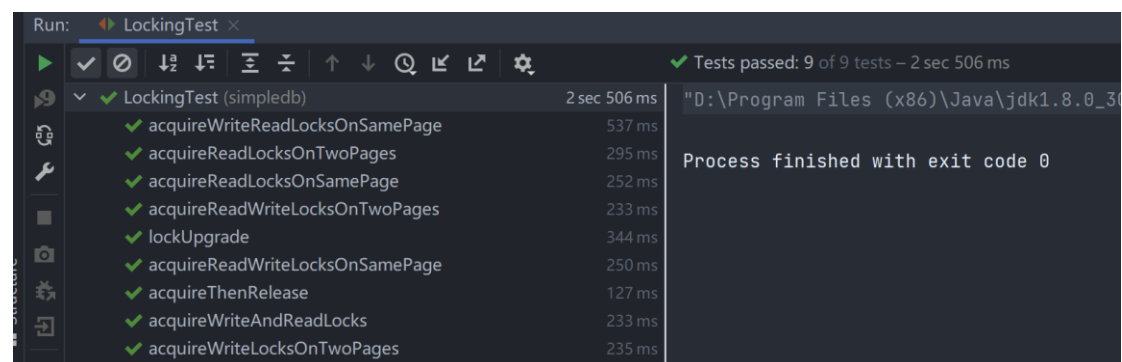 Run: LockingTest ×
Tests passed: 9 of 9 tests – 2 sec 506 ms
LockingTest (simpledb) 2 sec 506 ms
"D:\Program Files (x86)\Java\jdk1.8.0_30
acquireWriteReadLocksOnSamePage 537 ms
acquireReadLocksOnTwoPages 295 ms
Process finished with exit code 0
acquireReadLocksOnSamePage 252 ms
acquireReadWriteLocksOnTwoPages 233 ms
lockUpgrade 344 ms
acquireReadWriteLocksOnSamePage 250 ms
acquireThenRelease 127 ms
acquireWriteAndReadLocks 233 ms
acquireWriteLocksOnTwoPages 235 ms
Structure